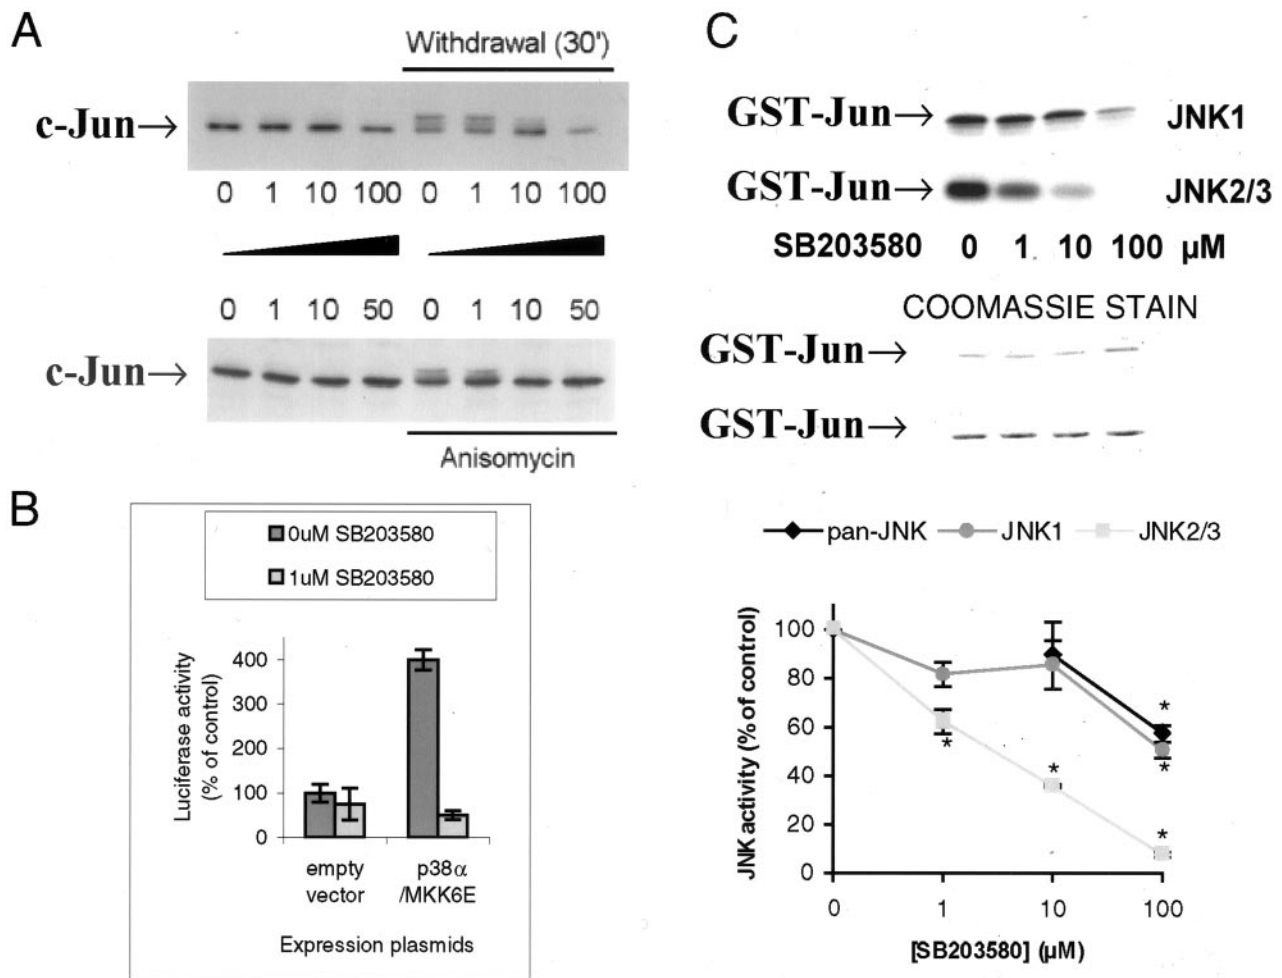 A
Withdrawal (30')
c-Jun→
0 1 10 100 0 1 10 100
0 1 10 50 0 1 10 50
c-Jun→
Anisomycin
B
0uM SB203580
1uM SB203580
Luciferase activity
(% of control)
400
300
200
100
0
empty
vector
p38α
/MKK6E
Expression plasmids
C
GST-Jun→ JNK1
GST-Jun→ JNK2/3
SB203580 0 1 10 100 µM
COOMASSIE STAIN
GST-Jun→
GST-Jun→
pan-JNK JNK1 JNK2/3
JNK activity (% of control)
100
80
60
40
20
0
* * * * *
0 1 10 100
[SB203580] (µM)